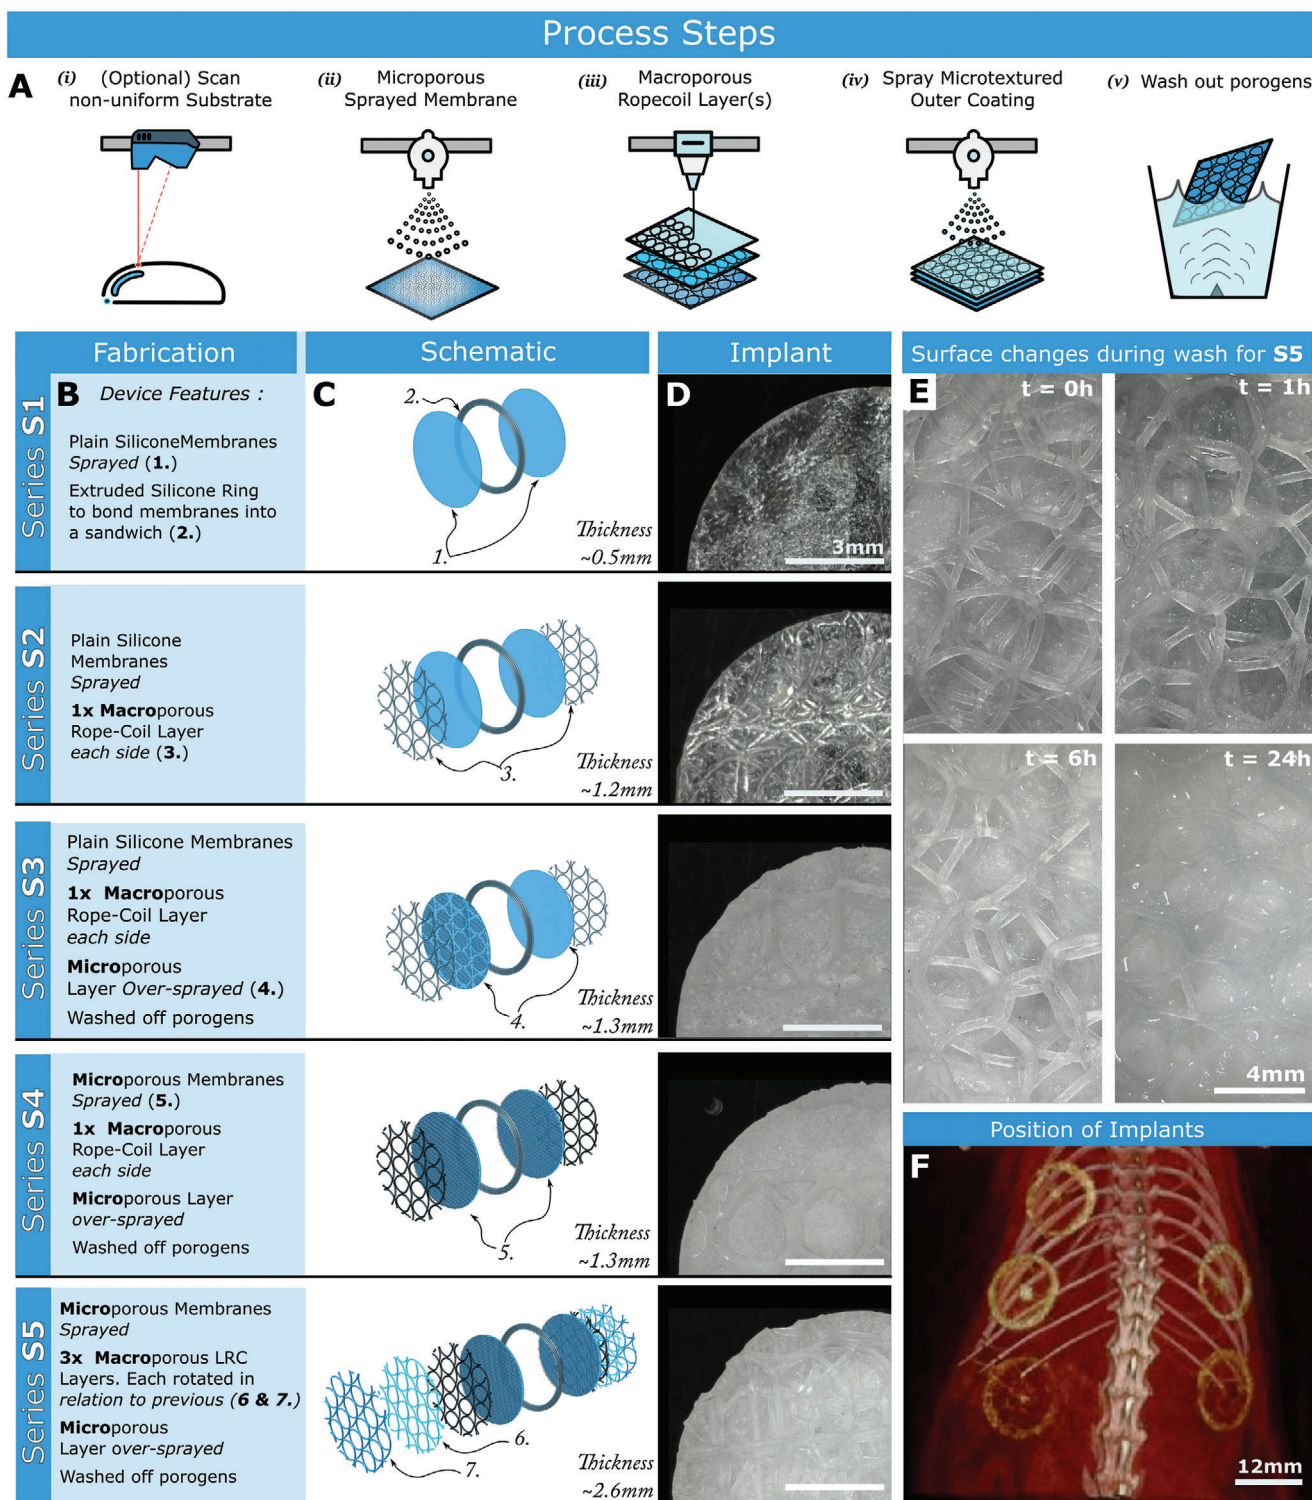 Process Steps
A
(i) (Optional) Scan
non-uniform Substrate
(ii) Microporous
Sprayed Membrane
(iii) Macroporous
Ropecoil Layer(s)
(iv) Spray Microtextured
Outer Coating
(v) Wash out porogens
Fabrication
Schematic
Implant
Surface changes during wash for S5
Series S1
B
Device Features :
Plain SiliconeMembranes
Sprayed (1.)
Extruded Silicone Ring
to bond membranes into
a sandwich (2.)
C
2.
1.
Thickness
~0.5mm
D
3mm
E
t = 0h
t = 1h
t = 6h
t = 24h
4mm
Series S2
Plain Silicone
Membranes
Sprayed
1x Macroporous
Rope-Coil Layer
each side (3.)
3.
Thickness
~1.2mm
Series S3
Plain Silicone Membranes
Sprayed
1x Macroporous
Rope-Coil Layer
each side
Microporous
Layer Over-sprayed (4.)
Washed off porogens
4.
Thickness
~1.3mm
Series S4
Microporous Membranes
Sprayed (5.)
1x Macroporous
Rope-Coil Layer
each side
Microporous Layer
over-sprayed
Washed off porogens
5.
Thickness
~1.3mm
Series S5
Microporous Membranes
Sprayed
3x Macroporous LRC
Layers. Each rotated in
relation to previous (6 & 7.)
Microporous
Layer over-sprayed
Washed off porogens
6.
7.
Thickness
~2.6mm
Position of Implants
F
12mm